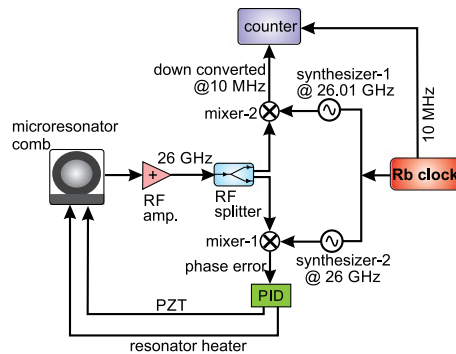 counter
down converted
@10 MHz
synthesizer-1
@ 26.01 GHz
mixer-2
10 MHz
microresonator
comb
26 GHz
+
RF
amp.
RF
splitter
Rb clock
mixer-1
phase error
synthesizer-2
@ 26 GHz
PID
PZT
resonator heater